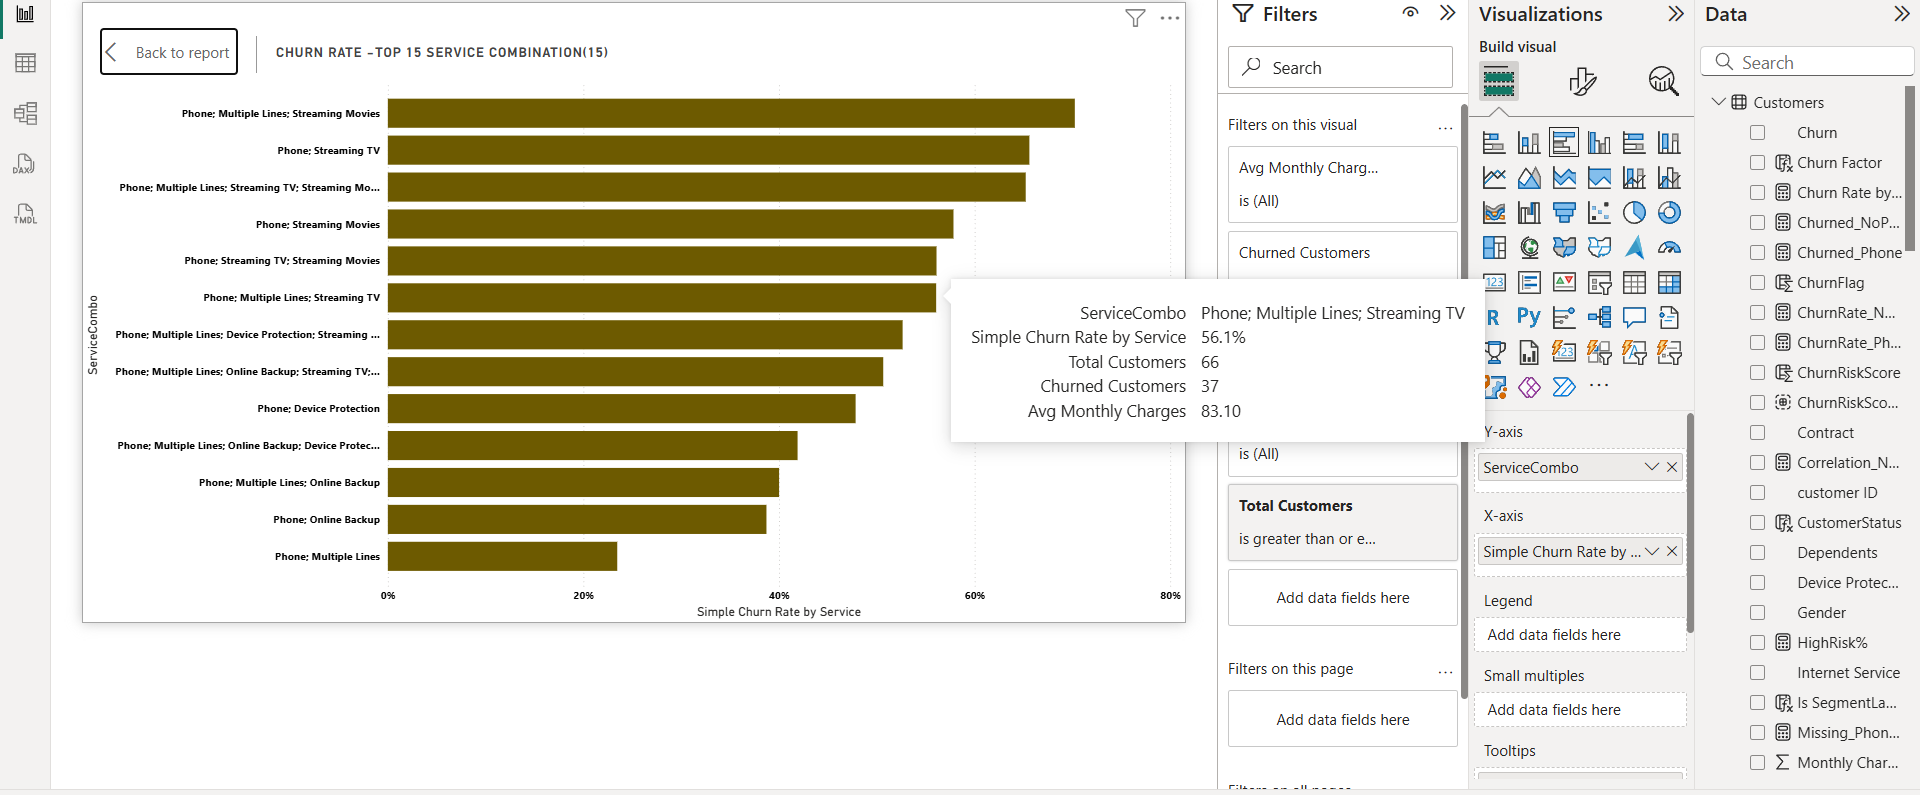 Back to report
CHURN RATE –TOP 15 SERVICE COMBINATION(15)
ServiceCombo
Phone; Multiple Lines; Streaming Movies
Phone; Streaming TV
Phone; Multiple Lines; Streaming TV; Streaming Mo...
Phone; Streaming Movies
Phone; Streaming TV; Streaming Movies
Phone; Multiple Lines; Streaming TV
Phone; Multiple Lines; Device Protection; Streaming ...
Phone; Multiple Lines; Online Backup; Streaming TV;...
Phone; Device Protection
Phone; Multiple Lines; Online Backup; Device Protec...
Phone; Multiple Lines; Online Backup
Phone; Online Backup
Phone; Multiple Lines
0% 20% 40% 60% 80%
Simple Churn Rate by Service
ServiceCombo Phone; Multiple Lines; Streaming TV
Simple Churn Rate by Service 56.1%
Total Customers 66
Churned Customers 37
Avg Monthly Charges 83.10
DAX
TMDL
Filters
Search
Filters on this visual ...
Avg Monthly Charg...
is (All)
Churned Customers
is (All)
Total Customers
is greater than or e...
Add data fields here
Filters on this page ...
Add data fields here
Visualizations
Build visual
123
R Py
123
...
Y-axis
ServiceCombo
X-axis
Simple Churn Rate by ...
Legend
Add data fields here
Small multiples
Add data fields here
Tooltips
Data
Search
Customers
Churn
Churn Factor
Churn Rate by...
Churned_NoP...
Churned_Phone
ChurnFlag
ChurnRate_N...
ChurnRate_Ph...
ChurnRiskScore
ChurnRiskSco...
Contract
Correlation_N...
customer ID
CustomerStatus
Dependents
Device Protec...
Gender
HighRisk%
Internet Service
Is SegmentLa...
Missing_Phon...
Monthly Char...